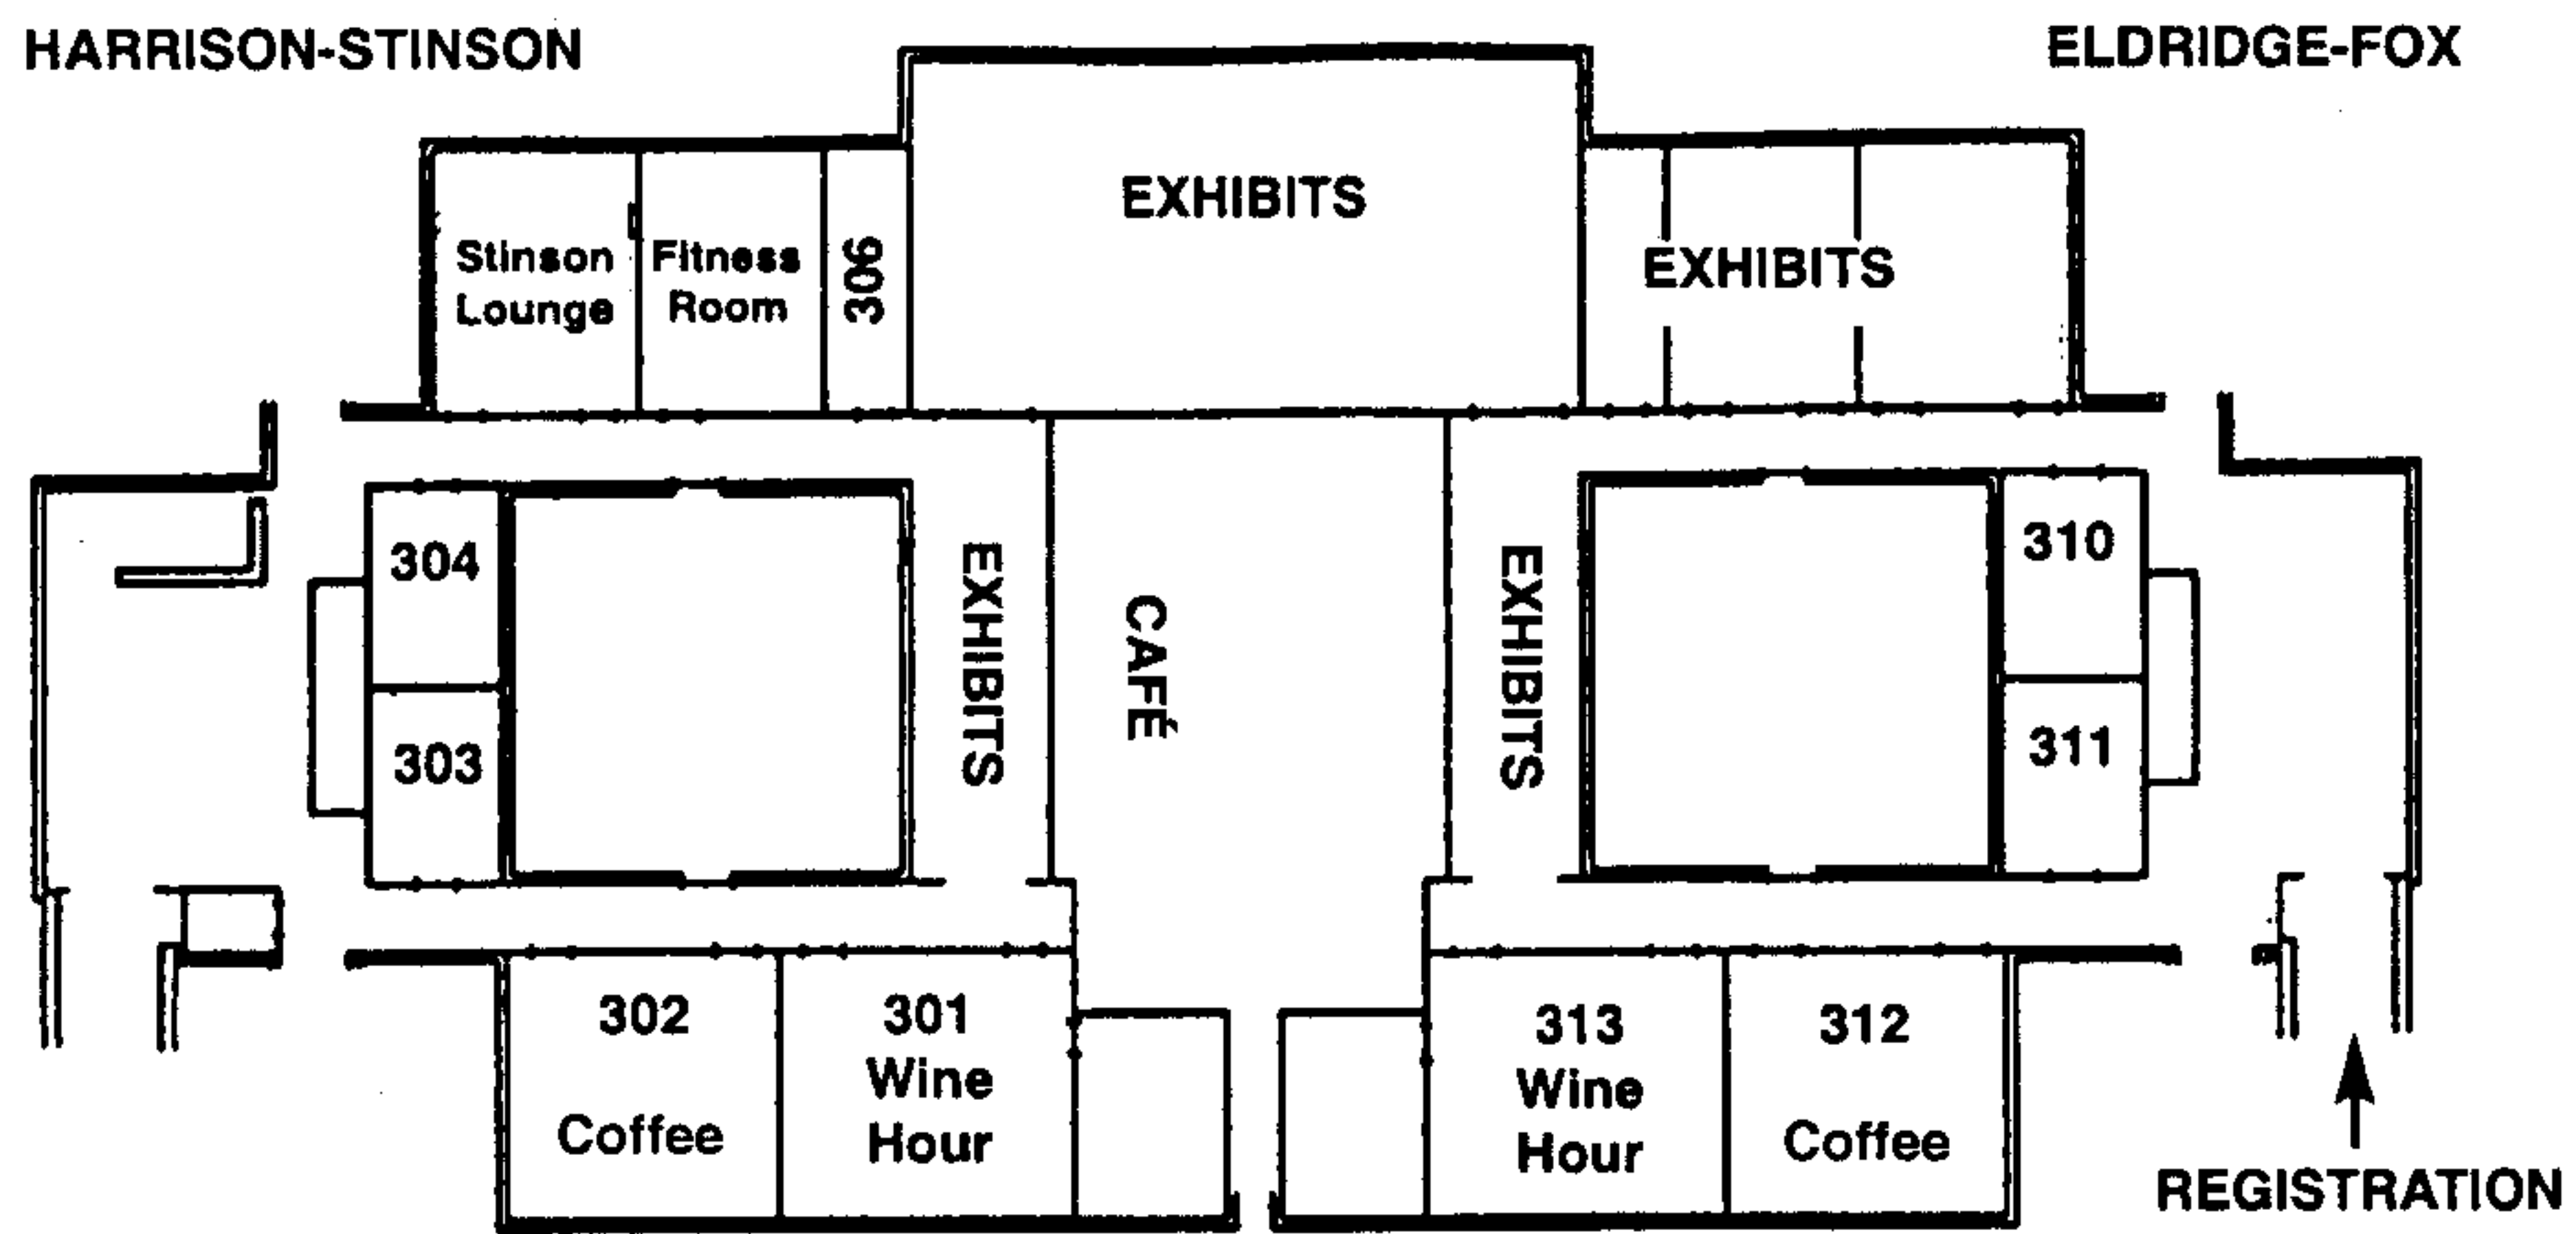 HARRISON-STINSON
ELDRIDGE-FOX
EXHIBITS
Stinson
Lounge
Fitness
Room
306
EXHIBITS
304
303
EXHIBITS
CAFÉ
EXHIBITS
310
311
302
Coffee
301
Wine
Hour
313
Wine
Hour
312
Coffee
REGISTRATION